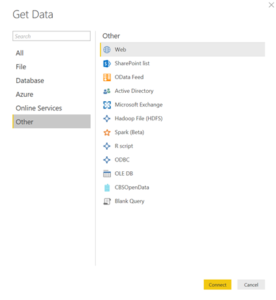 Get Data
Search
All
File
Database
Azure
Online Services
Other
Other
Web
SharePoint list
OData Feed
Active Directory
Microsoft Exchange
Hadoop File (HDFS)
Spark (Beta)
R script
ODBC
OLE DB
CBSOpenData
Blank Query
Connect
Cancel